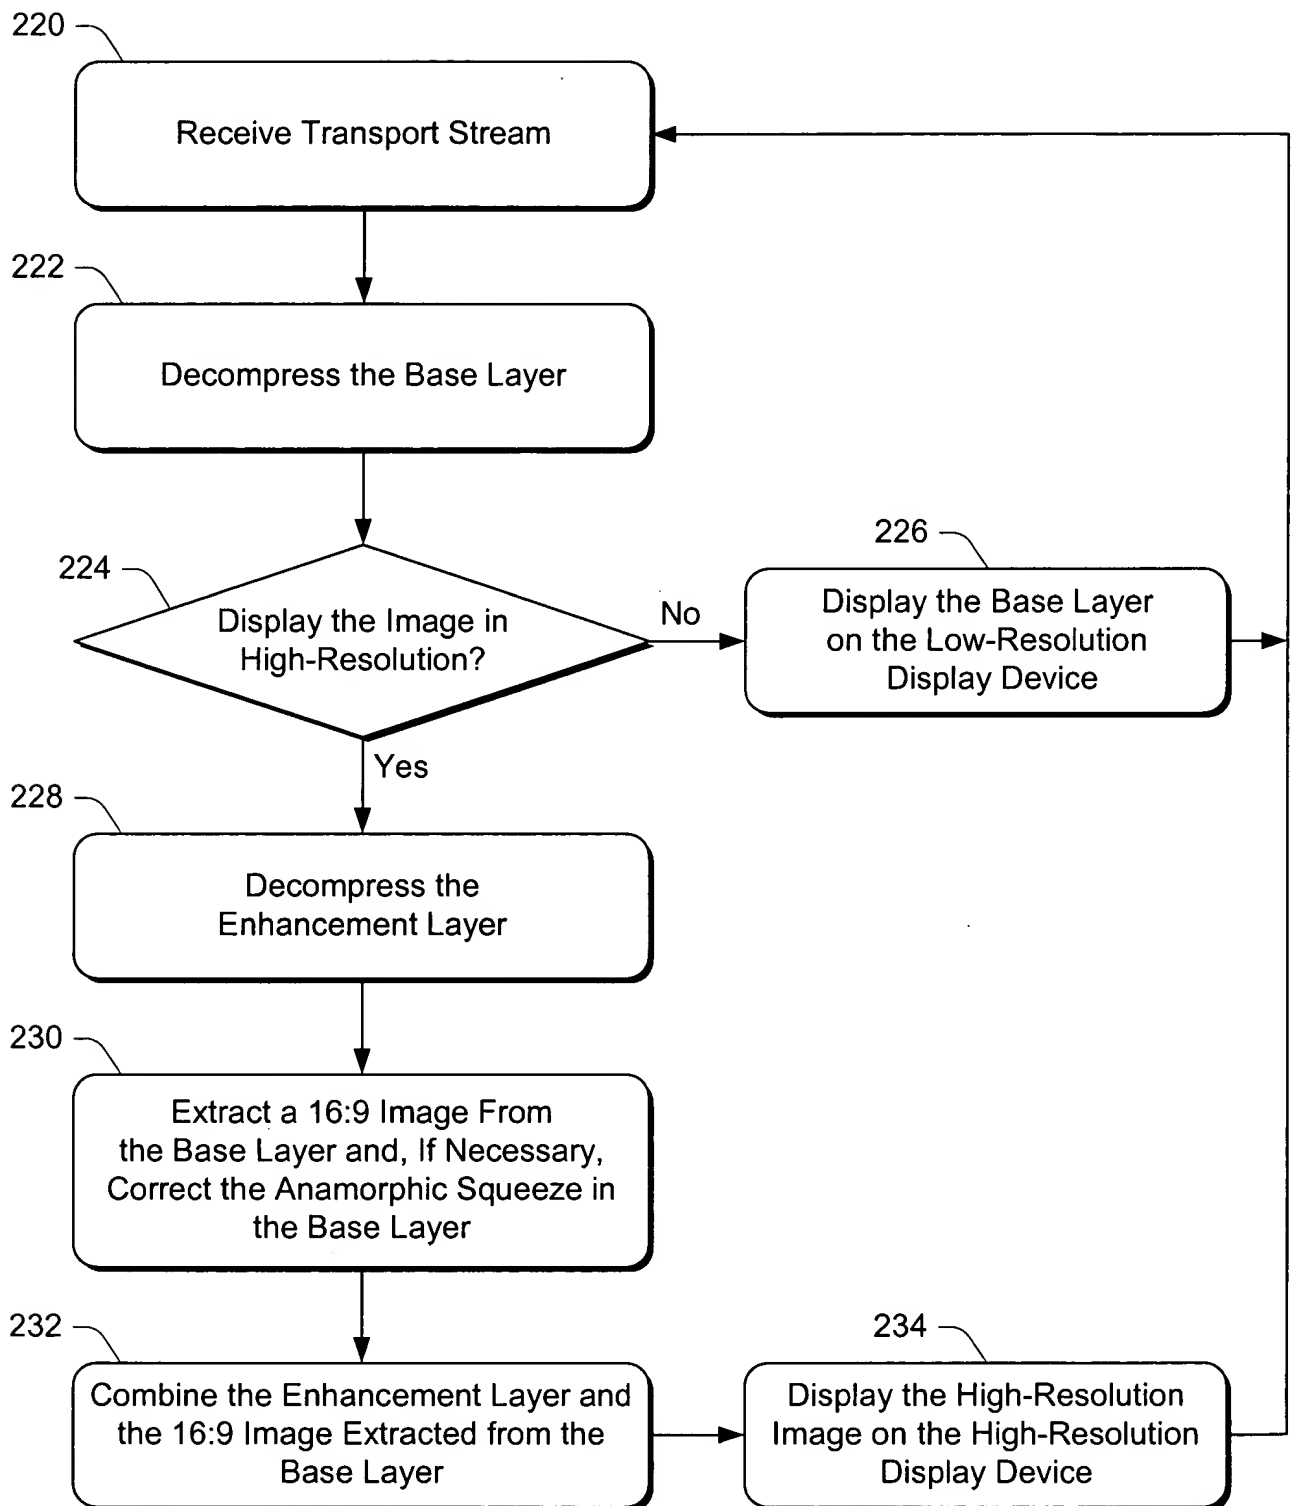 220
Receive Transport Stream
222
Decompress the Base Layer
224
Display the Image in
High-Resolution?
No
226
Display the Base Layer
on the Low-Resolution
Display Device
Yes
228
Decompress the
Enhancement Layer
230
Extract a 16:9 Image From
the Base Layer and, If Necessary,
Correct the Anamorphic Squeeze in
the Base Layer
232
Combine the Enhancement Layer and
the 16:9 Image Extracted from the
Base Layer
234
Display the High-Resolution
Image on the High-Resolution
Display Device